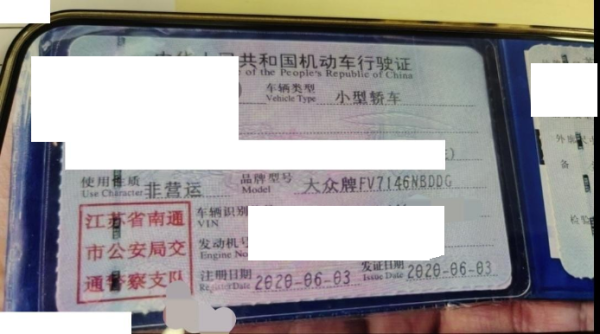 共和国机动车行驶证
of the People's Republic of China
车辆类型 小型轿车
Vehicle Type
使用性质 非营运
Use Character
品牌型号 大众牌FV7146NBDDG
Model
江苏省南通
市公安局交
通警察支队
车辆识别
VIN
发动机号
Engine No
注册日期 2020-06-03
Register Date
发证日期 2020-06-03
Issue Date
备